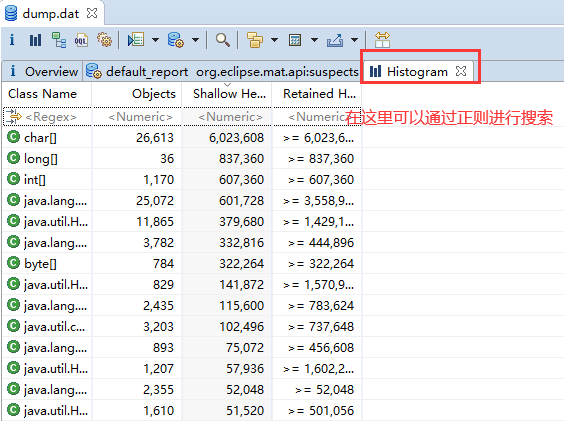 dump.dat
i Overview default_report org.eclipse.mat.api:suspects Histogram
Class Name Objects Shallow He... Retained H...
<Regex> <Numeric> <Numeric> <Numeric> 在这里可以通过正则进行搜索
char[] 26,613 6,023,608 >= 6,023,6...
long[] 36 837,360 >= 837,360
int[] 1,170 607,360 >= 607,360
java.lang.... 25,072 601,728 >= 3,558,9...
java.util.H... 11,865 379,680 >= 1,429,1...
java.lang.... 3,782 332,816 >= 444,896
byte[] 784 322,264 >= 322,264
java.util.H... 829 141,872 >= 1,570,9...
java.lang.... 2,435 115,600 >= 783,624
java.util.c... 3,203 102,496 >= 737,648
java.lang.... 893 75,072 >= 456,608
java.util.H... 1,207 57,936 >= 1,602,2...
java.lang.... 2,355 52,048 >= 52,048
java.util.H... 1,610 51,520 >= 501,056